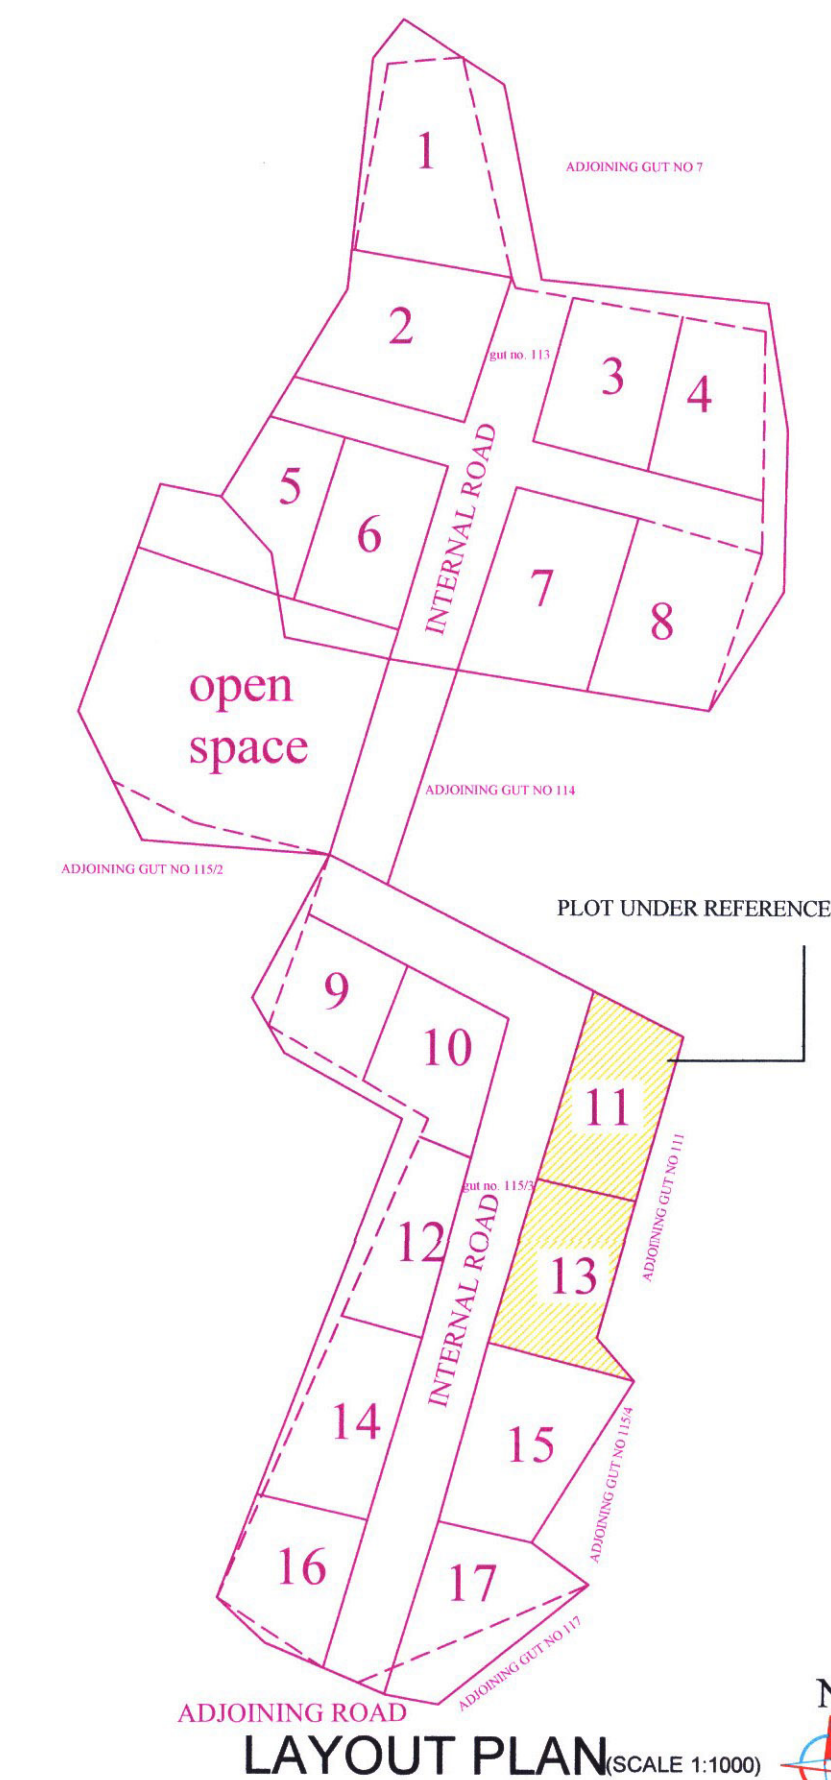 1
ADJOINING GUT NO 7
2
gut no. 113
3
4
INTERNAL ROAD
5
6
7
8
open
space
ADJOINING GUT NO 114
ADJOINING GUT NO 115/2
PLOT UNDER REFERENCE
9
10
11
ADJOINING GUT NO 111
gut no. 115/3
12
INTERNAL ROAD
13
14
15
ADJOINING GUT NO 115/4
16
17
ADJOINING GUT NO 117
ADJOINING ROAD
N
LAYOUT PLAN(SCALE 1:1000)